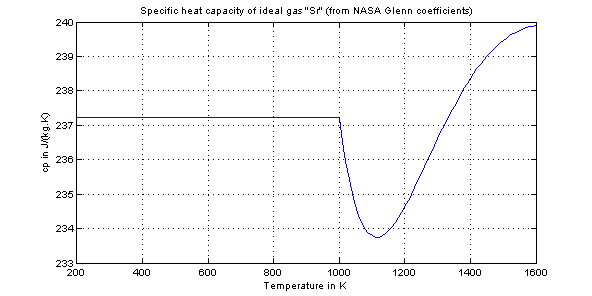 Specific heat capacity of ideal gas "Sr" (from NASA Glenn coefficients)
240
239
238
237
236
235
234
233
cp in J/(kg.K)
200 400 600 800 1000 1200 1400 1600
Temperature in K